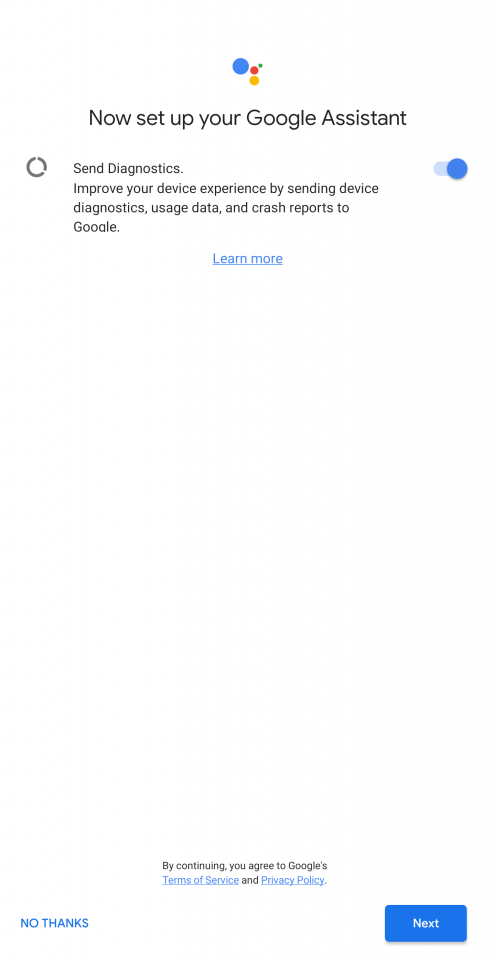 Now set up your Google Assistant
Send Diagnostics.
Improve your device experience by sending device
diagnostics, usage data, and crash reports to
Google.
Learn more
By continuing, you agree to Google's
Terms of Service and Privacy Policy.
NO THANKS
Next